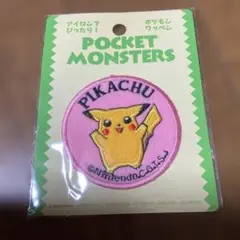 アイロンで
ぴったり！
ポケモン
ワッペン
POCKET
MONSTERS
PIKACHU
©Nintendo,C,G,S,J